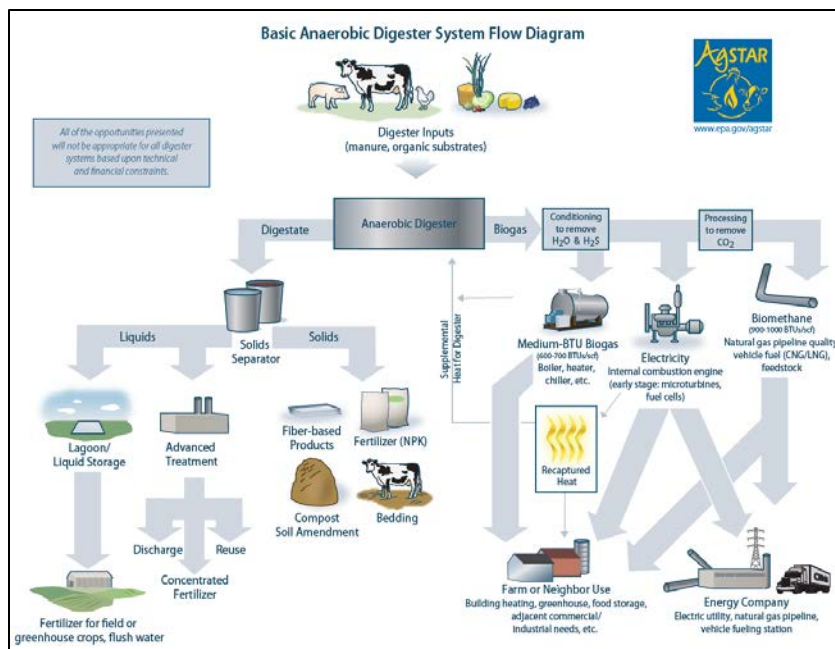 Basic Anaerobic Digester System Flow Diagram
AgSTAR
www.epa.gov/agstar
All of the opportunities presented
will not be appropriate for all digester
systems based upon technical
and financial constraints.
Digester Inputs
(manure, organic substrates)
Digestate
Anaerobic Digester
Biogas
Conditioning
to remove
H2O & H2S
Processing
to remove
CO2
Liquids
Solids
Separator
Solids
Supplemental
Heat for Digester
Medium-BTU Biogas
(600-700 BTUs/scf)
Boiler, heater,
chiller, etc.
Electricity
Internal combustion engine
(early stage: microturbines,
fuel cells)
Biomethane
(900-1000 BTUs/scf)
Natural gas pipeline quality,
vehicle fuel (CNG/LNG),
feedstock
Lagoon/
Liquid Storage
Advanced
Treatment
Fiber-based
Products
Fertilizer (NPK)
Recaptured
Heat
Compost
Soil Amendment
Bedding
Discharge
Reuse
Concentrated
Fertilizer
Fertilizer for field or
greenhouse crops, flush water
Farm or Neighbor Use
Building heating, greenhouse, food storage,
adjacent commercial/
industrial needs, etc.
CNG
Energy Company
Electric utility, natural gas pipeline,
vehicle fueling station